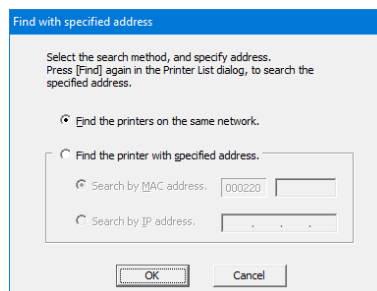 Find with specified address
Select the search method, and specify address.
Press [Find] again in the Printer List dialog, to search the
specified address.
Find the printers on the same network.
Find the printer with specified address.
Search by MAC address. 000220
Search by IP address. . . .
OK Cancel